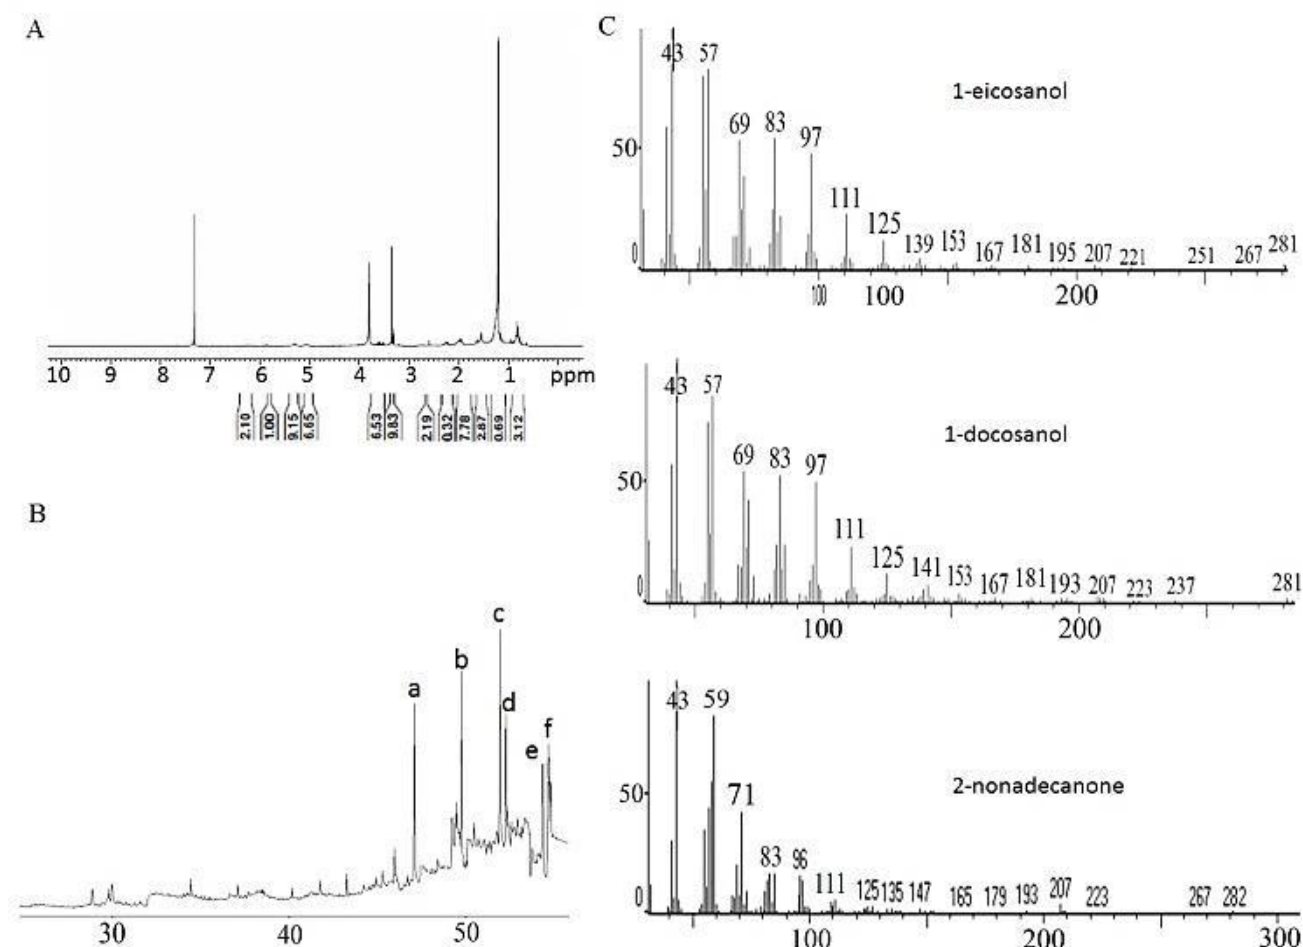 A
10 9 8 7 6 5 4 3 2 1 ppm
2.10 1.00 9.15 6.65 6.53 9.83 2.19 0.32 7.78 2.87 0.69 3.12
B
a b c d e f
30 40 50
C
1-eicosanol
43 57 69 83 97 111 125 139 153 167 181 195 207 221 251 267 281
50
0
100 100 200
1-docosanol
43 57 69 83 97 111 125 141 153 167 181 193 207 223 237 281
50
0
100 200
2-nonadecanone
43 59 71 83 96 111 125 135 147 165 179 193 207 223 267 282
50
0
100 200 300